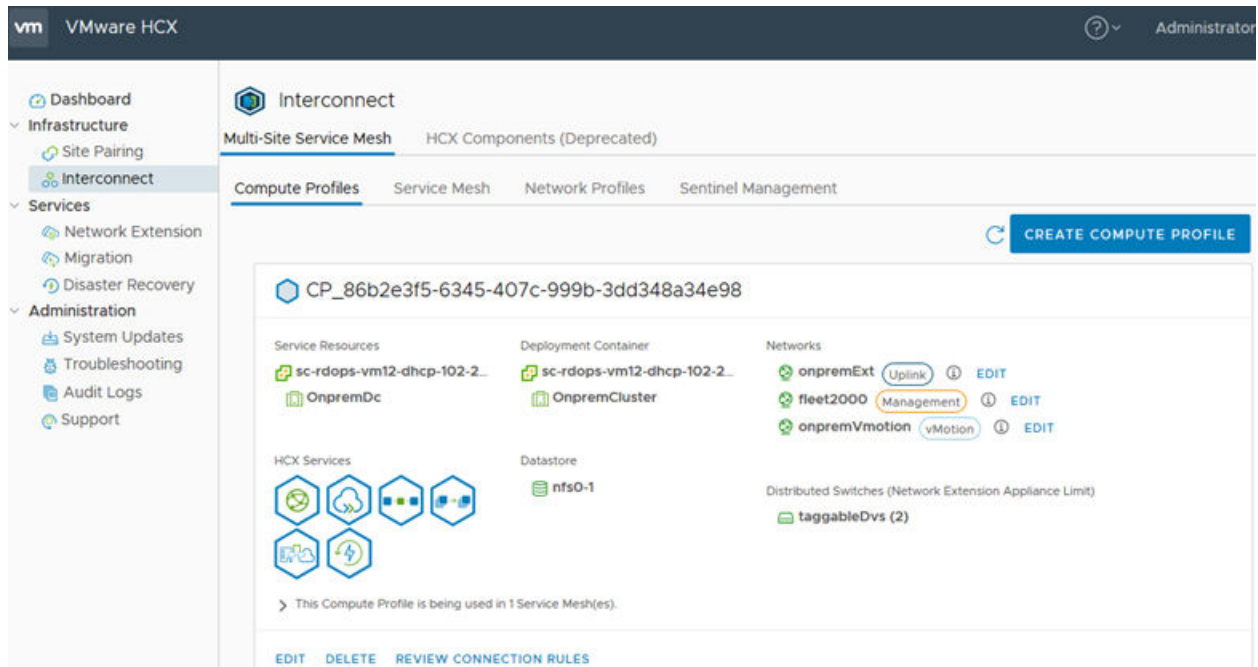 vm VMware HCX
Administrator
Dashboard
Infrastructure
Site Pairing
Interconnect
Services
Network Extension
Migration
Disaster Recovery
Administration
System Updates
Troubleshooting
Audit Logs
Support
Interconnect
Multi-Site Service Mesh HCX Components (Deprecated)
Compute Profiles Service Mesh Network Profiles Sentinel Management
CREATE COMPUTE PROFILE
CP_86b2e3f5-6345-407c-999b-3dd348a34e98
Service Resources
sc-rdops-vm12-dhcp-102-2...
OnpremDc
Deployment Container
sc-rdops-vm12-dhcp-102-2...
OnpremCluster
Networks
onpremExt Uplink EDIT
fleet2000 Management EDIT
onpremVmotion vMotion EDIT
HCX Services
Datastore
nfs0-1
Distributed Switches (Network Extension Appliance Limit)
taggableDvs (2)
This Compute Profile is being used in 1 Service Mesh(es).
EDIT DELETE REVIEW CONNECTION RULES